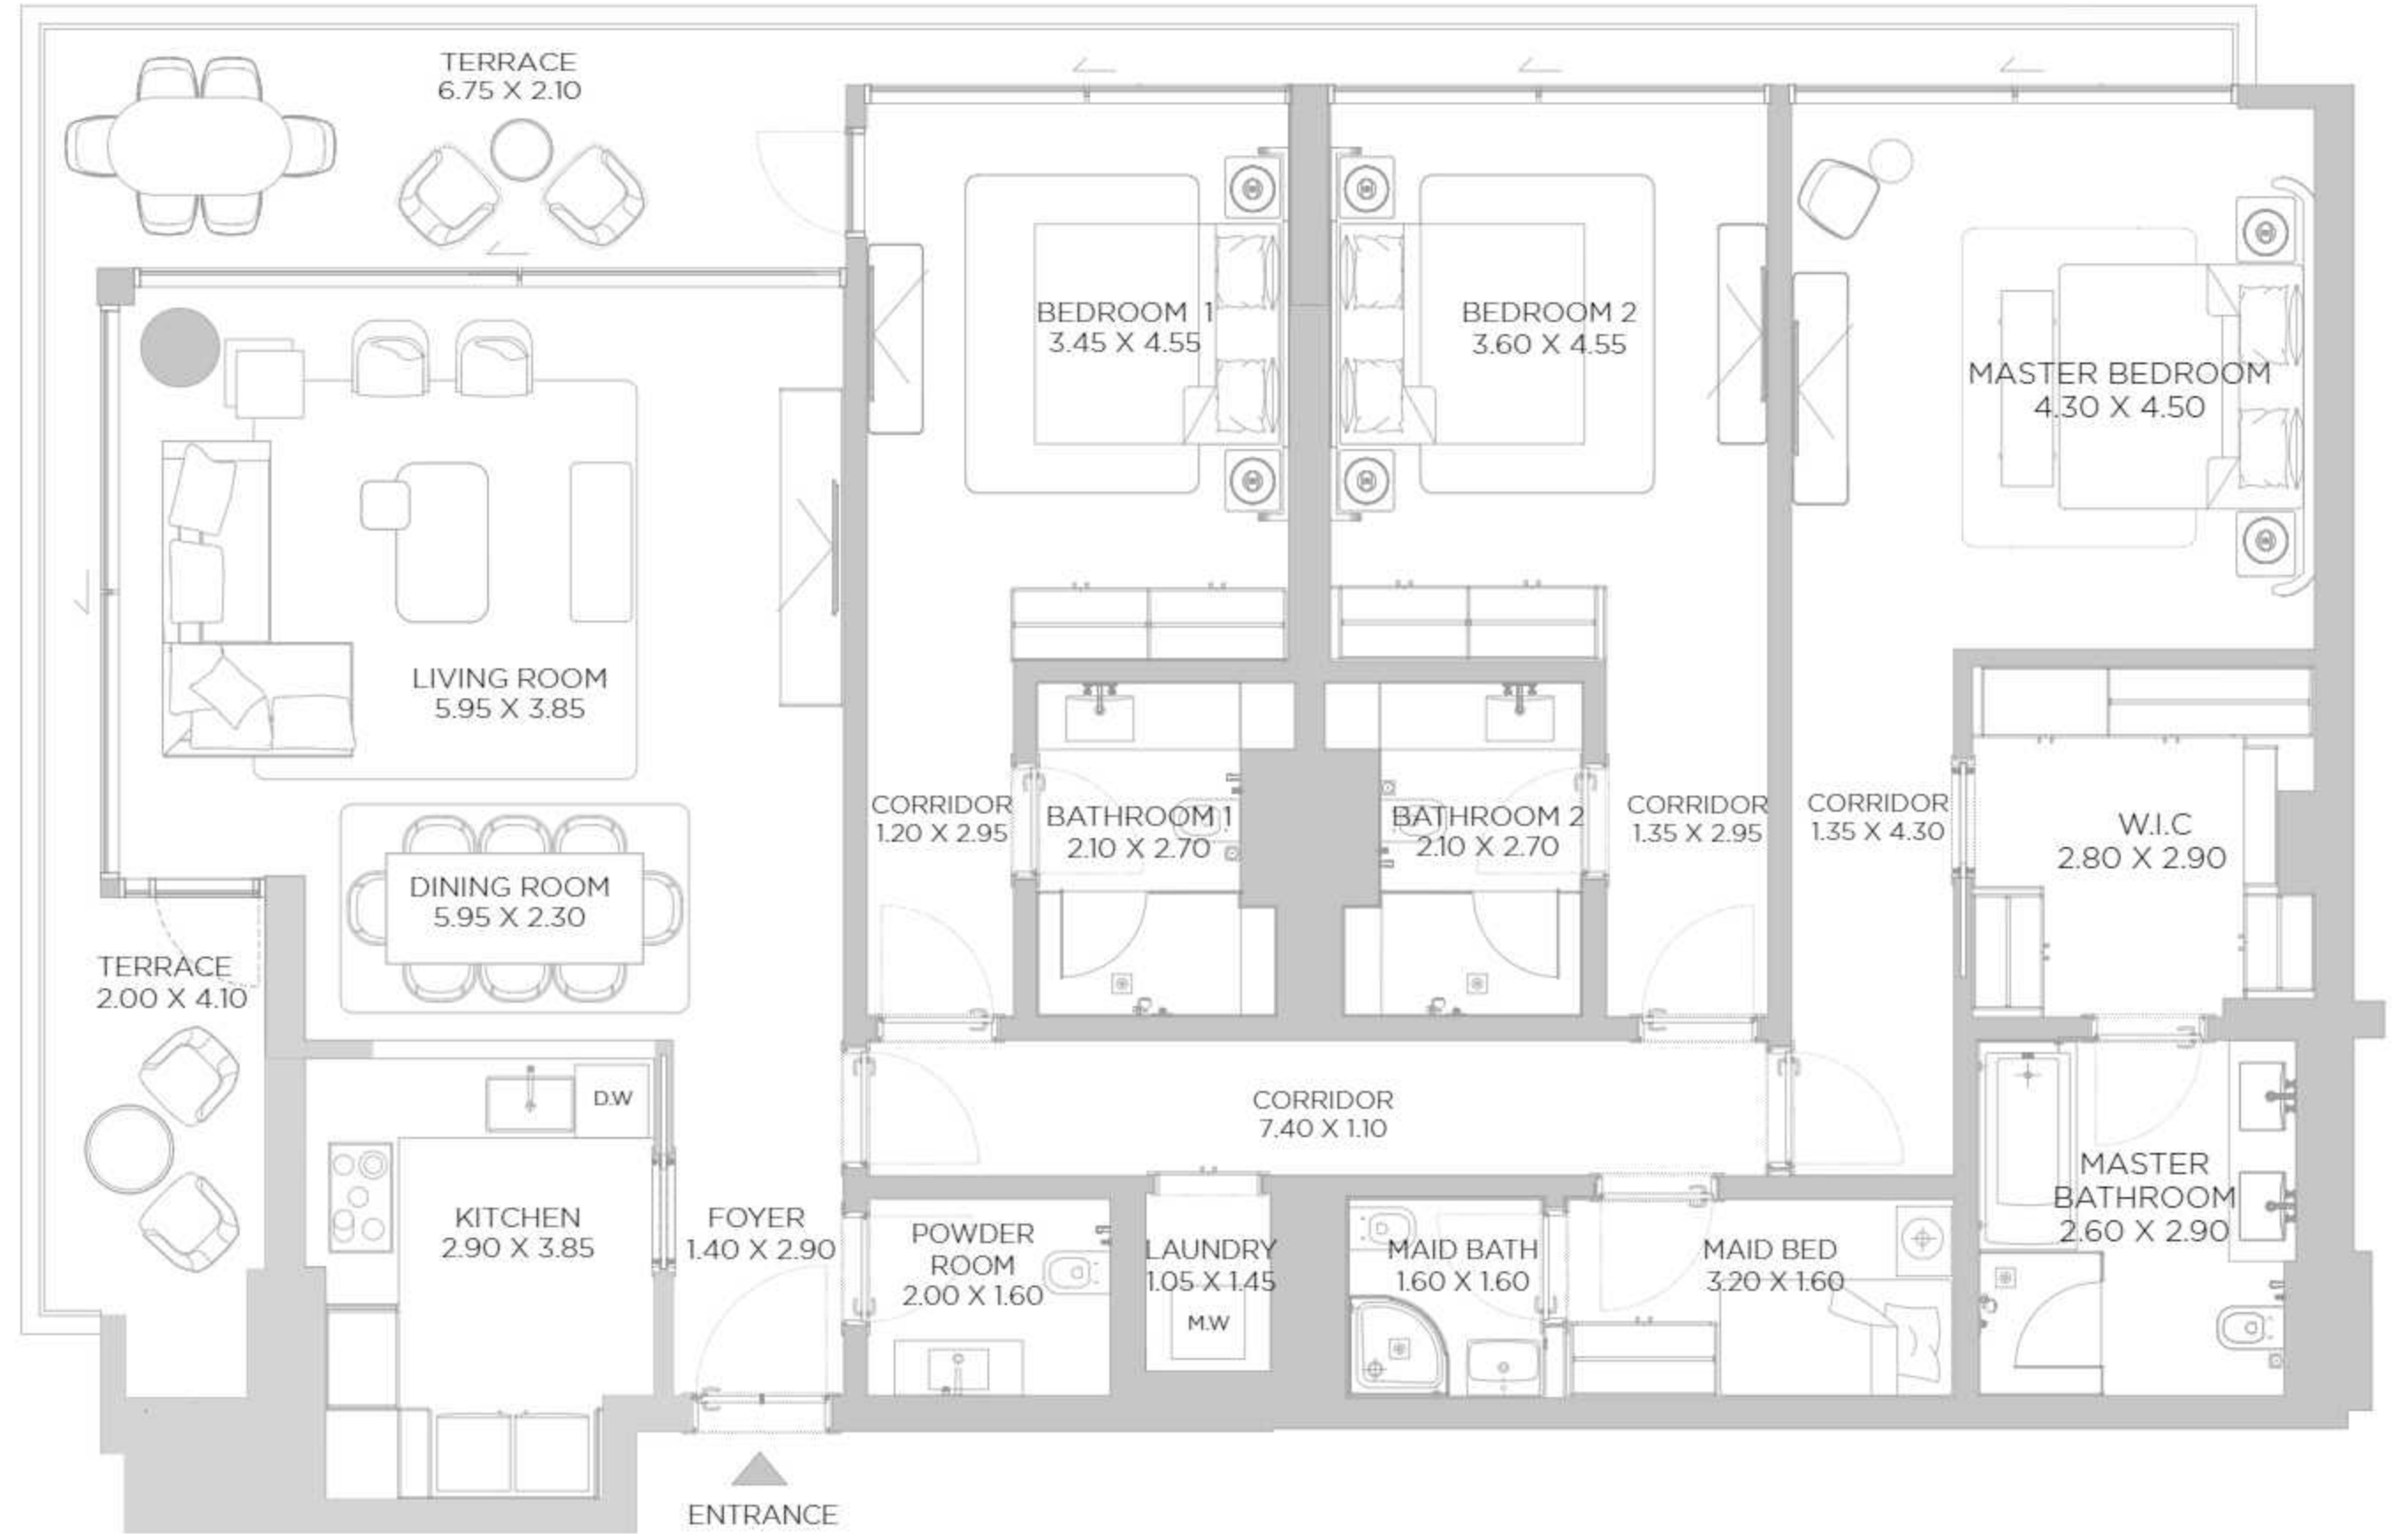 TERRACE
6.75 X 2.10
BEDROOM 1
3.45 X 4.55
BEDROOM 2
3.60 X 4.55
MASTER BEDROOM
4.30 X 4.50
LIVING ROOM
5.95 X 3.85
CORRIDOR
1.20 X 2.95
BATHROOM 1
2.10 X 2.70
BATHROOM 2
2.10 X 2.70
CORRIDOR
1.35 X 2.95
CORRIDOR
1.35 X 4.30
W.I.C
2.80 X 2.90
DINING ROOM
5.95 X 2.30
TERRACE
2.00 X 4.10
D.W
CORRIDOR
7.40 X 1.10
KITCHEN
2.90 X 3.85
FOYER
1.40 X 2.90
POWDER
ROOM
2.00 X 1.60
LAUNDRY
1.05 X 1.45
M.W
MAID BATH
1.60 X 1.60
MAID BED
3.20 X 1.60
MASTER
BATHROOM
2.60 X 2.90
ENTRANCE